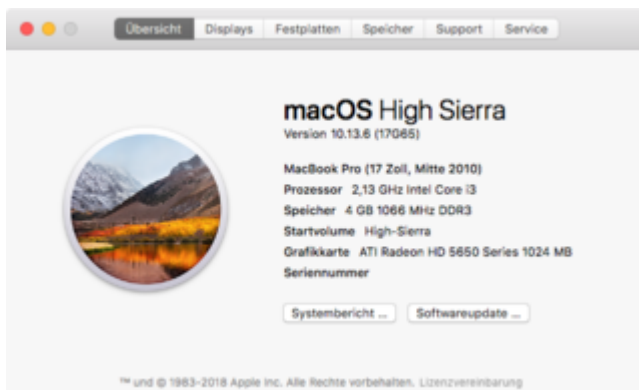 Übersicht Displays Festplatten Speicher Support Service
macOS High Sierra
Version 10.13.6 (17G65)
MacBook Pro (17 Zoll, Mitte 2010)
Prozessor 2,13 GHz Intel Core i3
Speicher 4 GB 1066 MHz DDR3
Startvolume High-Sierra
Grafikkarte ATI Radeon HD 5650 Series 1024 MB
Seriennummer
Systembericht ... Softwareupdate ...
™ und © 1983-2018 Apple Inc. Alle Rechte vorbehalten. Lizenzvereinbarung